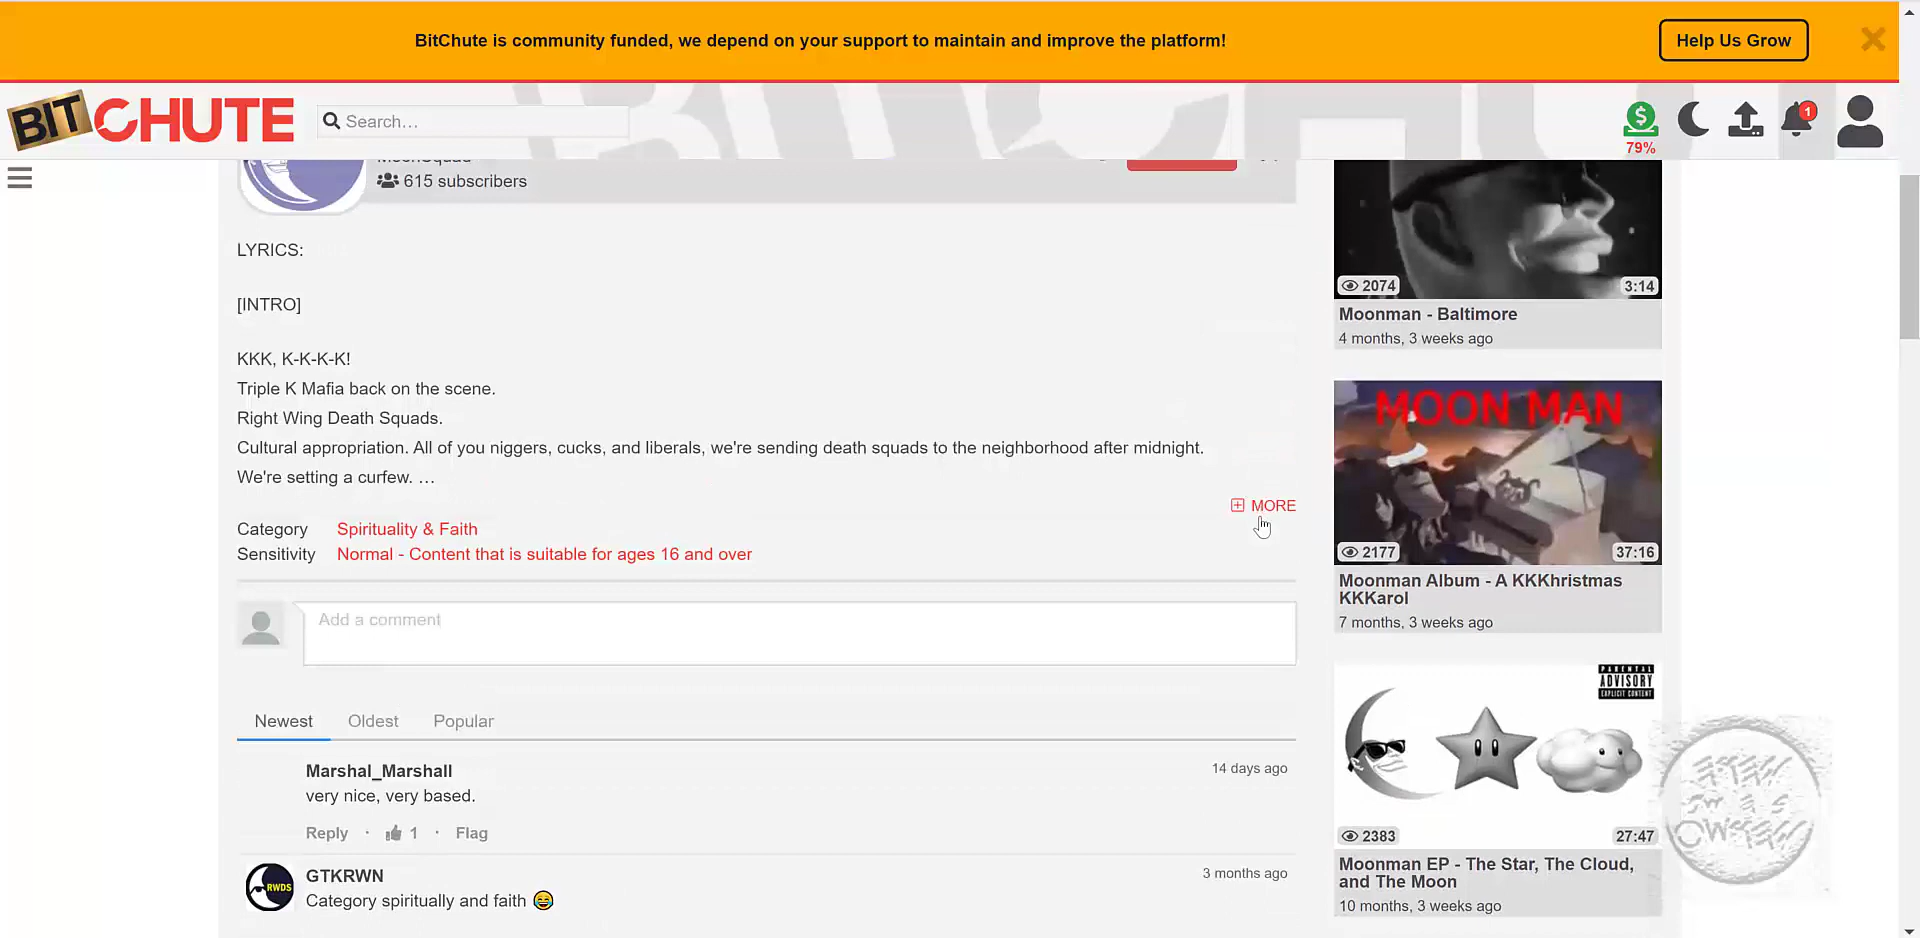 BitChute is community funded, we depend on your support to maintain and improve the platform!
Help Us Grow
BITCHUTE
Search...
1
79%
615 subscribers
LYRICS:
[INTRO]
KKK, K-K-K-K!
Triple K Mafia back on the scene.
Right Wing Death Squads.
Cultural appropriation. All of you niggers, cucks, and liberals, we're sending death squads to the neighborhood after midnight.
We're setting a curfew. …
MORE
Category Spirituality & Faith
Sensitivity Normal - Content that is suitable for ages 16 and over
Add a comment
Newest Oldest Popular
Marshal_Marshall 14 days ago
very nice, very based.
Reply · 1 · Flag
RWDS
GTKRWN 3 months ago
Category spiritually and faith 😂
2074 3:14
Moonman - Baltimore
4 months, 3 weeks ago
MOON MAN
2177 37:16
Moonman Album - A KKKhristmas
KKKarol
7 months, 3 weeks ago
PARENTAL
ADVISORY
EXPLICIT CONTENT
2383 27:47
Moonman EP - The Star, The Cloud,
and The Moon
10 months, 3 weeks ago